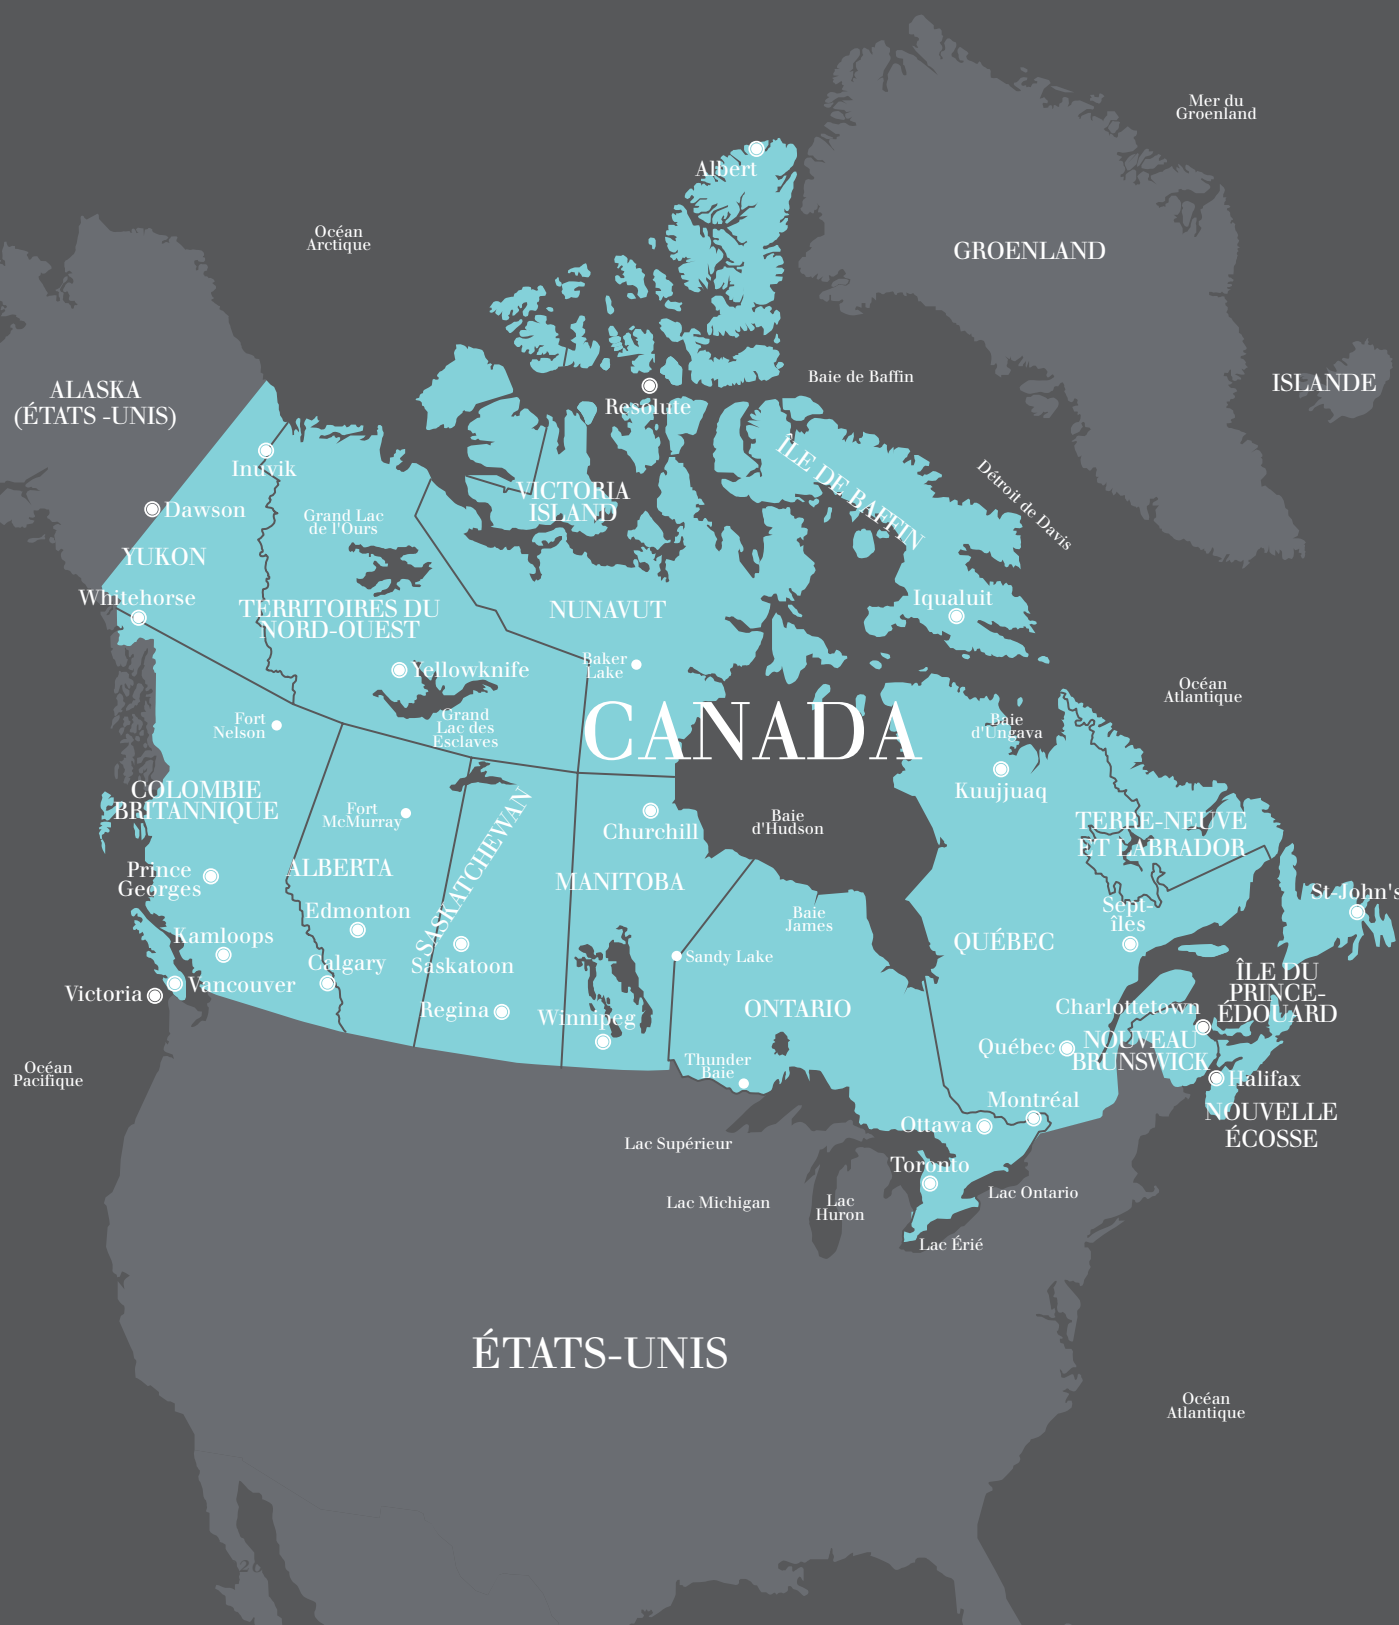 Mer du
Groenland
Albert
Océan
Arctique
GROENLAND
ALASKA
(ÉTATS -UNIS)
Baie de Baffin
ISLANDE
Resolute
Inuvik
ÎLE DE BAFFIN
Détroit de Davis
VICTORIA
ISLAND
Dawson
Grand Lac
de l'Ours
YUKON
Whitehorse
TERRITOIRES DU
NORD-OUEST
NUNAVUT
Iqualuit
Baker
Lake
Yellowknife
Océan
Atlantique
Fort
Nelson
Grand
Lac des
Esclaves
CANADA
Baie
d'Ungava
COLOMBIE
BRITANNIQUE
Fort
McMurray
SASKATCHEWAN
Kuujjuaq
Churchill
Baie
d'Hudson
TERRE-NEUVE
ET LABRADOR
Prince
Georges
ALBERTA
MANITOBA
St-John's
Edmonton
Baie
James
Sept-
îles
Kamloops
QUÉBEC
Calgary
Saskatoon
Sandy Lake
ÎLE DU
PRINCE-
ÉDOUARD
Victoria
Vancouver
Regina
Winnipeg
ONTARIO
Charlottetown
Québec
NOUVEAU
BRUNSWICK
Océan
Pacifique
Thunder
Baie
Halifax
Montréal
NOUVELLE
ÉCOSSE
Ottawa
Lac Supérieur
Toronto
Lac Michigan
Lac
Huron
Lac Ontario
Lac Érié
ÉTATS-UNIS
Océan
Atlantique